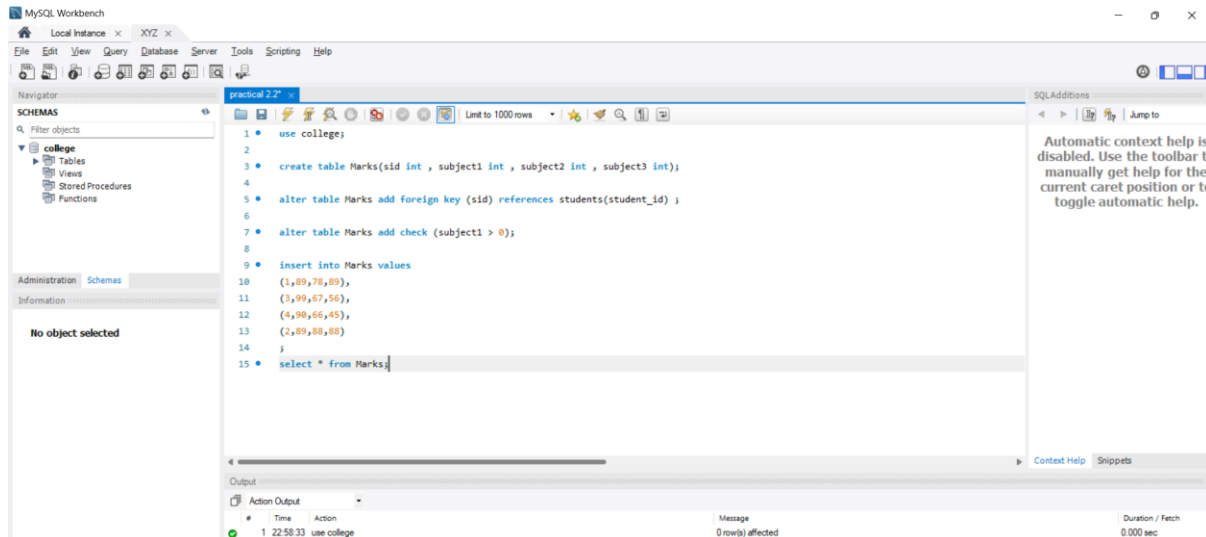 MySQL Workbench
Local Instance × XYZ ×
File Edit View Query Database Server Tools Scripting Help
Navigator
SCHEMAS
Filter objects
college
Tables
Views
Stored Procedures
Functions
Administration Schemas
Information
No object selected
practical 2.2* ×
Limit to 1000 rows
1 use college;
2
3 create table Marks(sid int , subject1 int , subject2 int , subject3 int);
4
5 alter table Marks add foreign key (sid) references students(student_id) ;
6
7 alter table Marks add check (subject1 > 0);
8
9 insert into Marks values
10 (1,89,78,89),
11 (3,99,67,56),
12 (4,90,66,45),
13 (2,89,88,88)
14 ;
15 select * from Marks;
SQLAdditions
Jump to
Automatic context help is
disabled. Use the toolbar t
manually get help for the
current caret position or t
toggle automatic help.
Context Help Snippets
Output
Action Output
# Time Action Message Duration / Fetch
1 22:58:33 use college 0 row(s) affected 0.000 sec